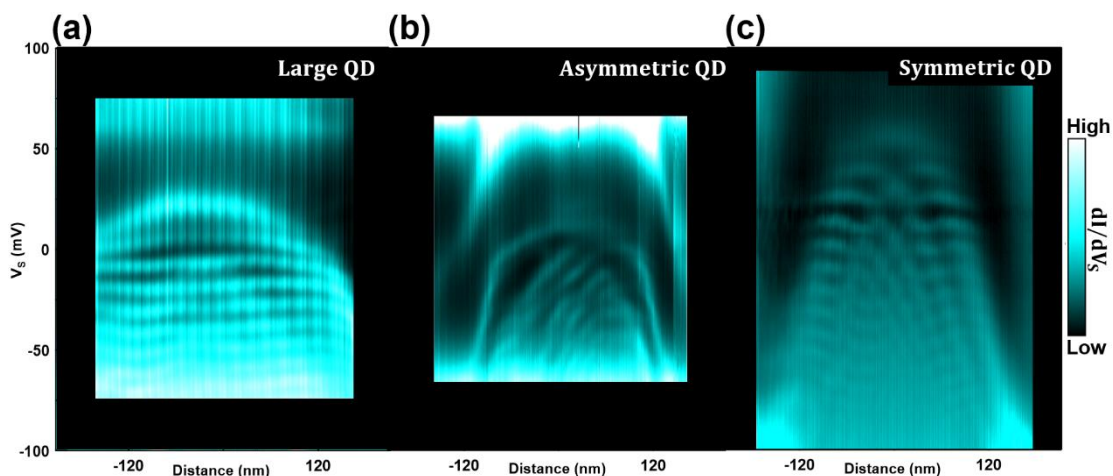 (a)
(b)
(c)
Large QD
Asymmetric QD
Symmetric QD
100
50
0
-50
-100
V_S (mV)
-120 Distance (nm) 120
-120 Distance (nm) 120
-120 Distance (nm) 120
High
dI/dV_S
Low